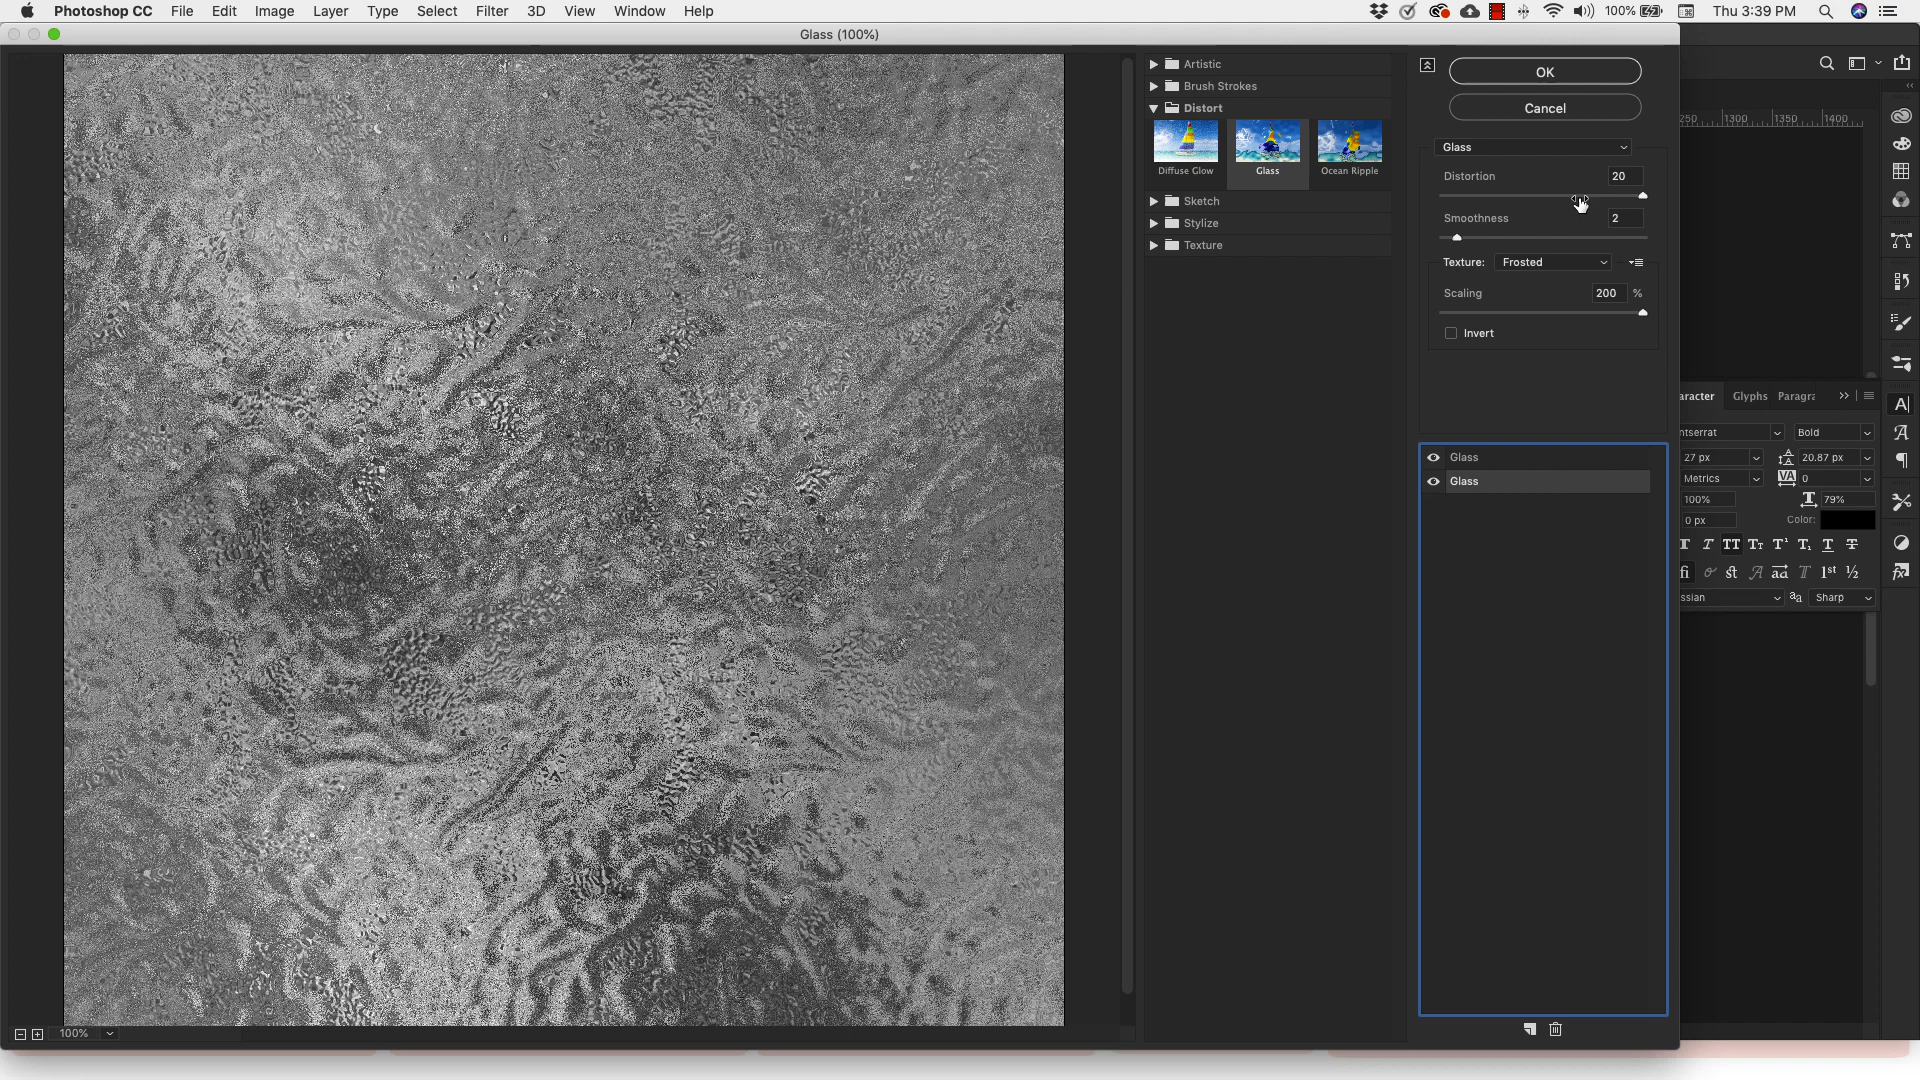 Photoshop CC File Edit Image Layer Type Select Filter 3D View Window Help 100% Thu 3:39 PM
Glass (100%)
Artistic
Brush Strokes
Distort
Diffuse Glow Glass Ocean Ripple
Sketch
Stylize
Texture
OK
Cancel
Glass
Distortion 20
Smoothness 2
Texture: Frosted
Scaling 200 %
Invert
Glass
Glass
100%
250 1300 1350 1400
aracter Glyphs Paragra
ntserrat Bold
27 px 20.87 px
Metrics 0
100% 79%
0 px Color:
ssian aa Sharp